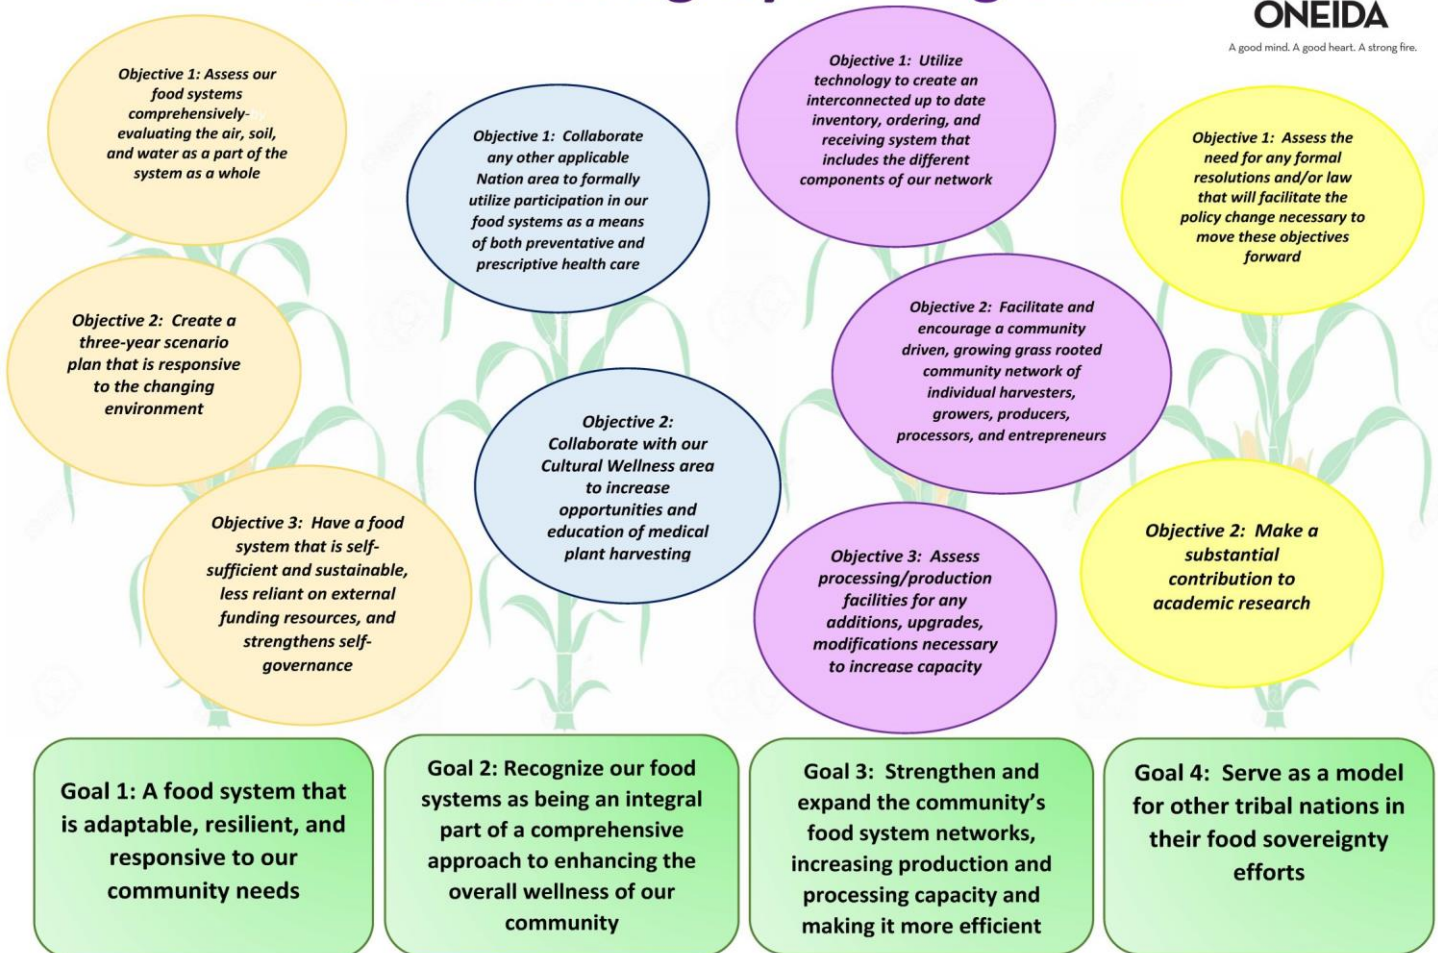 ONEIDA
A good mind. A good heart. A strong fire.
Objective 1: Assess our
food systems
comprehensively-
evaluating the air, soil,
and water as a part of the
system as a whole
Objective 2: Create a
three-year scenario
plan that is responsive
to the changing
environment
Objective 3: Have a food
system that is self-
sufficient and sustainable,
less reliant on external
funding resources, and
strengthens self-
governance
Goal 1: A food system that
is adaptable, resilient, and
responsive to our
community needs
Objective 1: Collaborate
any other applicable
Nation area to formally
utilize participation in our
food systems as a means
of both preventative and
prescriptive health care
Objective 2:
Collaborate with our
Cultural Wellness area
to increase
opportunities and
education of medical
plant harvesting
Goal 2: Recognize our food
systems as being an integral
part of a comprehensive
approach to enhancing the
overall wellness of our
community
Objective 1: Utilize
technology to create an
interconnected up to date
inventory, ordering, and
receiving system that
includes the different
components of our network
Objective 2: Facilitate and
encourage a community
driven, growing grass rooted
community network of
individual harvesters,
growers, producers,
processors, and entrepreneurs
Objective 3: Assess
processing/production
facilities for any
additions, upgrades,
modifications necessary
to increase capacity
Goal 3: Strengthen and
expand the community's
food system networks,
increasing production and
processing capacity and
making it more efficient
Objective 1: Assess the
need for any formal
resolutions and/or law
that will facilitate the
policy change necessary to
move these objectives
forward
Objective 2: Make a
substantial
contribution to
academic research
Goal 4: Serve as a model
for other tribal nations in
their food sovereignty
efforts